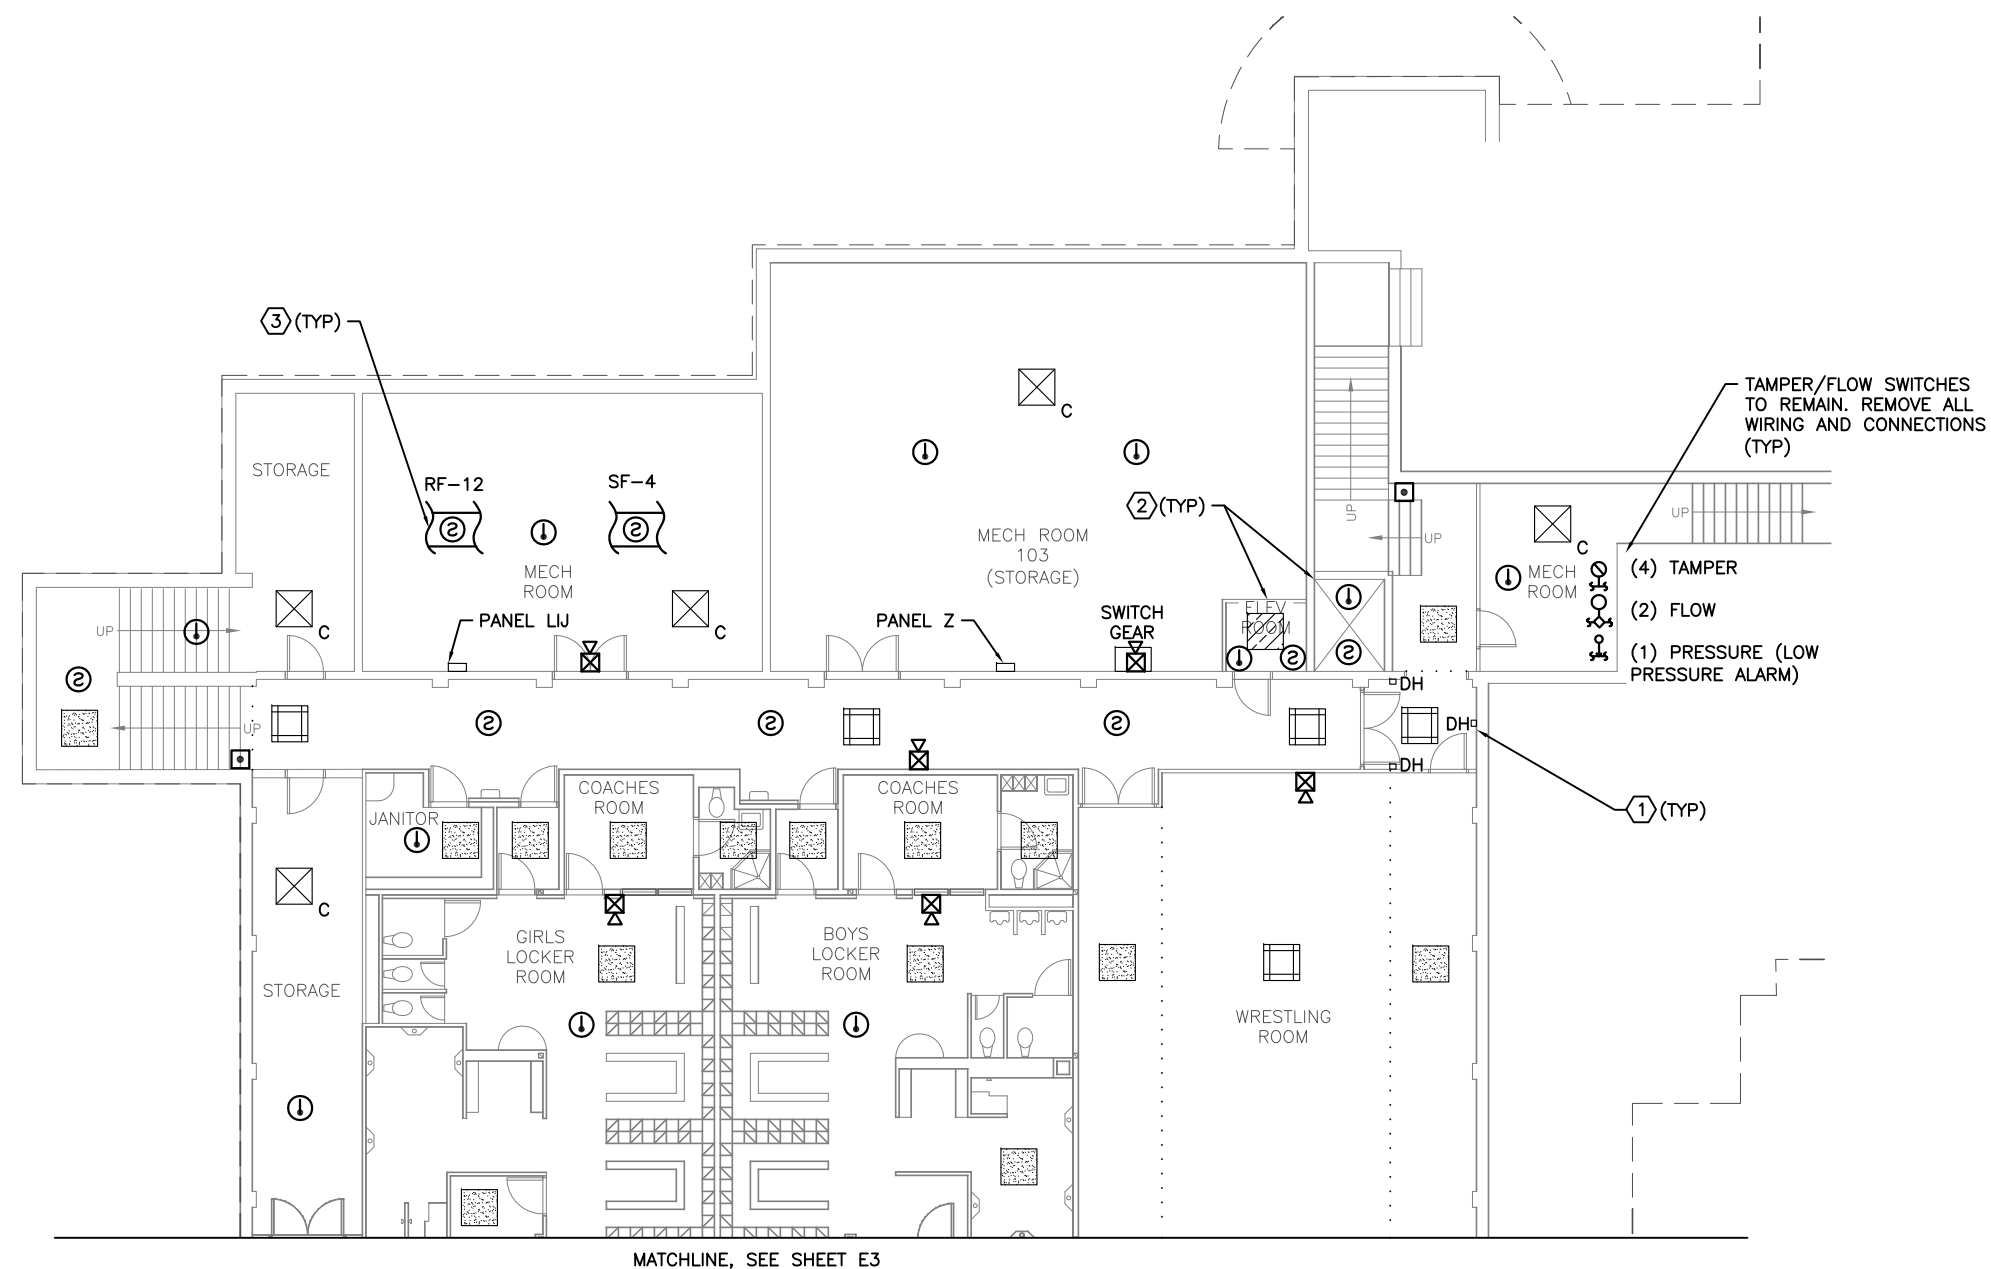 3 (TYP)
TAMPER/FLOW SWITCHES
TO REMAIN. REMOVE ALL
WIRING AND CONNECTIONS
(TYP)
C
STORAGE
RF-12
SF-4
S
S
2 (TYP)
MECH ROOM
103
(STORAGE)
UP
UP
UP
C
MECH
ROOM
MECH
ROOM
(4) TAMPER
(2) FLOW
(1) PRESSURE (LOW
PRESSURE ALARM)
UP
C
C
PANEL LIJ
PANEL Z
SWITCH
GEAR
ELEV
ROOM
S
S
S
DH
UP
S
S
S
DH
DH
1 (TYP)
COACHES
ROOM
COACHES
ROOM
JANITOR
C
GIRLS
LOCKER
ROOM
BOYS
LOCKER
ROOM
STORAGE
WRESTLING
ROOM
MATCHLINE, SEE SHEET E3